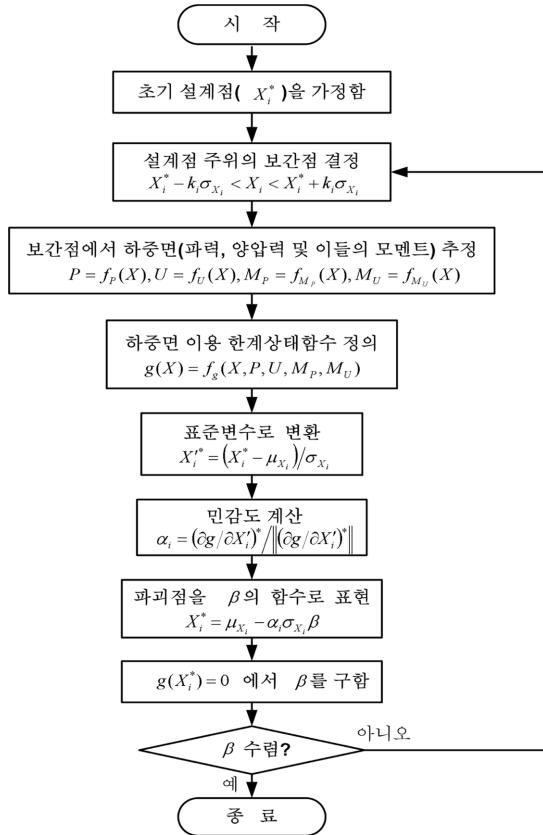 시 작
초기 설계점( X_i^* )을 가정함
설계점 주위의 보간점 결정
X_i^* - k_iσ_{X_i} < X_i < X_i^* + k_iσ_{X_i}
보간점에서 하중면(파력, 양압력 및 이들의 모멘트) 추정
P = f_P(X), U = f_U(X), M_P = f_{M_P}(X), M_U = f_{M_U}(X)
하중면 이용 한계상태함수 정의
g(X) = f_g(X, P, U, M_P, M_U)
표준변수로 변환
X_i'^* = (X_i^* - μ_{X_i})/σ_{X_i}
민감도 계산
α_i = (∂g/∂X_i')^* / ‖(∂g/∂X_i')^*‖
파괴점을 β의 함수로 표현
X_i^* = μ_{X_i} - α_iσ_{X_i}β
g(X_i^*) = 0 에서 β를 구함
아니오
β 수렴?
예
종 료